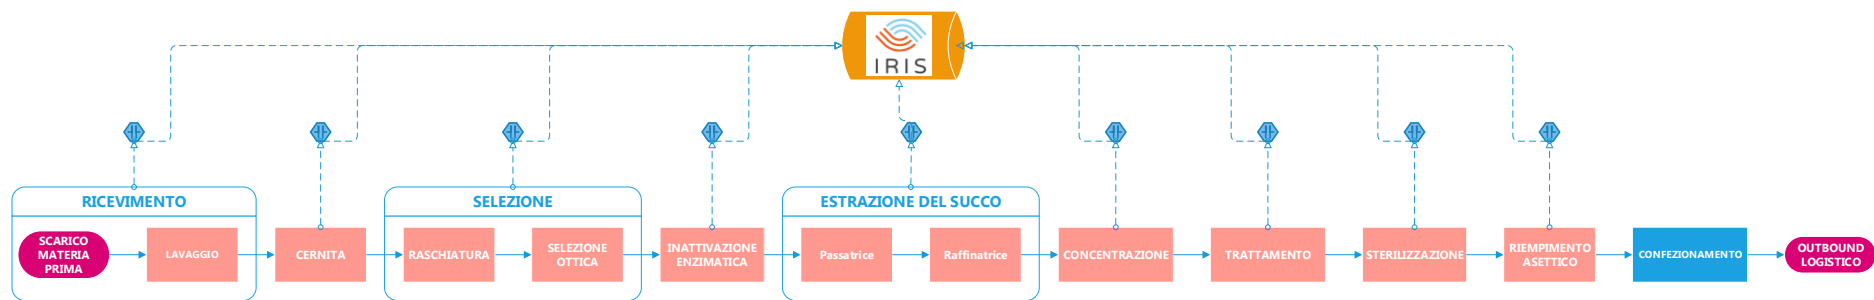 IRIS
RICEVIMENTO
SELEZIONE
ESTRAZIONE DEL SUCCO
SCARICO
MATERIA
PRIMA
LAVAGGIO
CERNITA
RASCHIATURA
SELEZIONE
OTTICA
INATTIVAZIONE
ENZIMATICA
Passatrice
Raffinatrice
CONCENTRAZIONE
TRATTAMENTO
STERILIZZAZIONE
RIEMPIMENTO
ASETTICO
CONFEZIONAMENTO
OUTBOUND
LOGISTICO